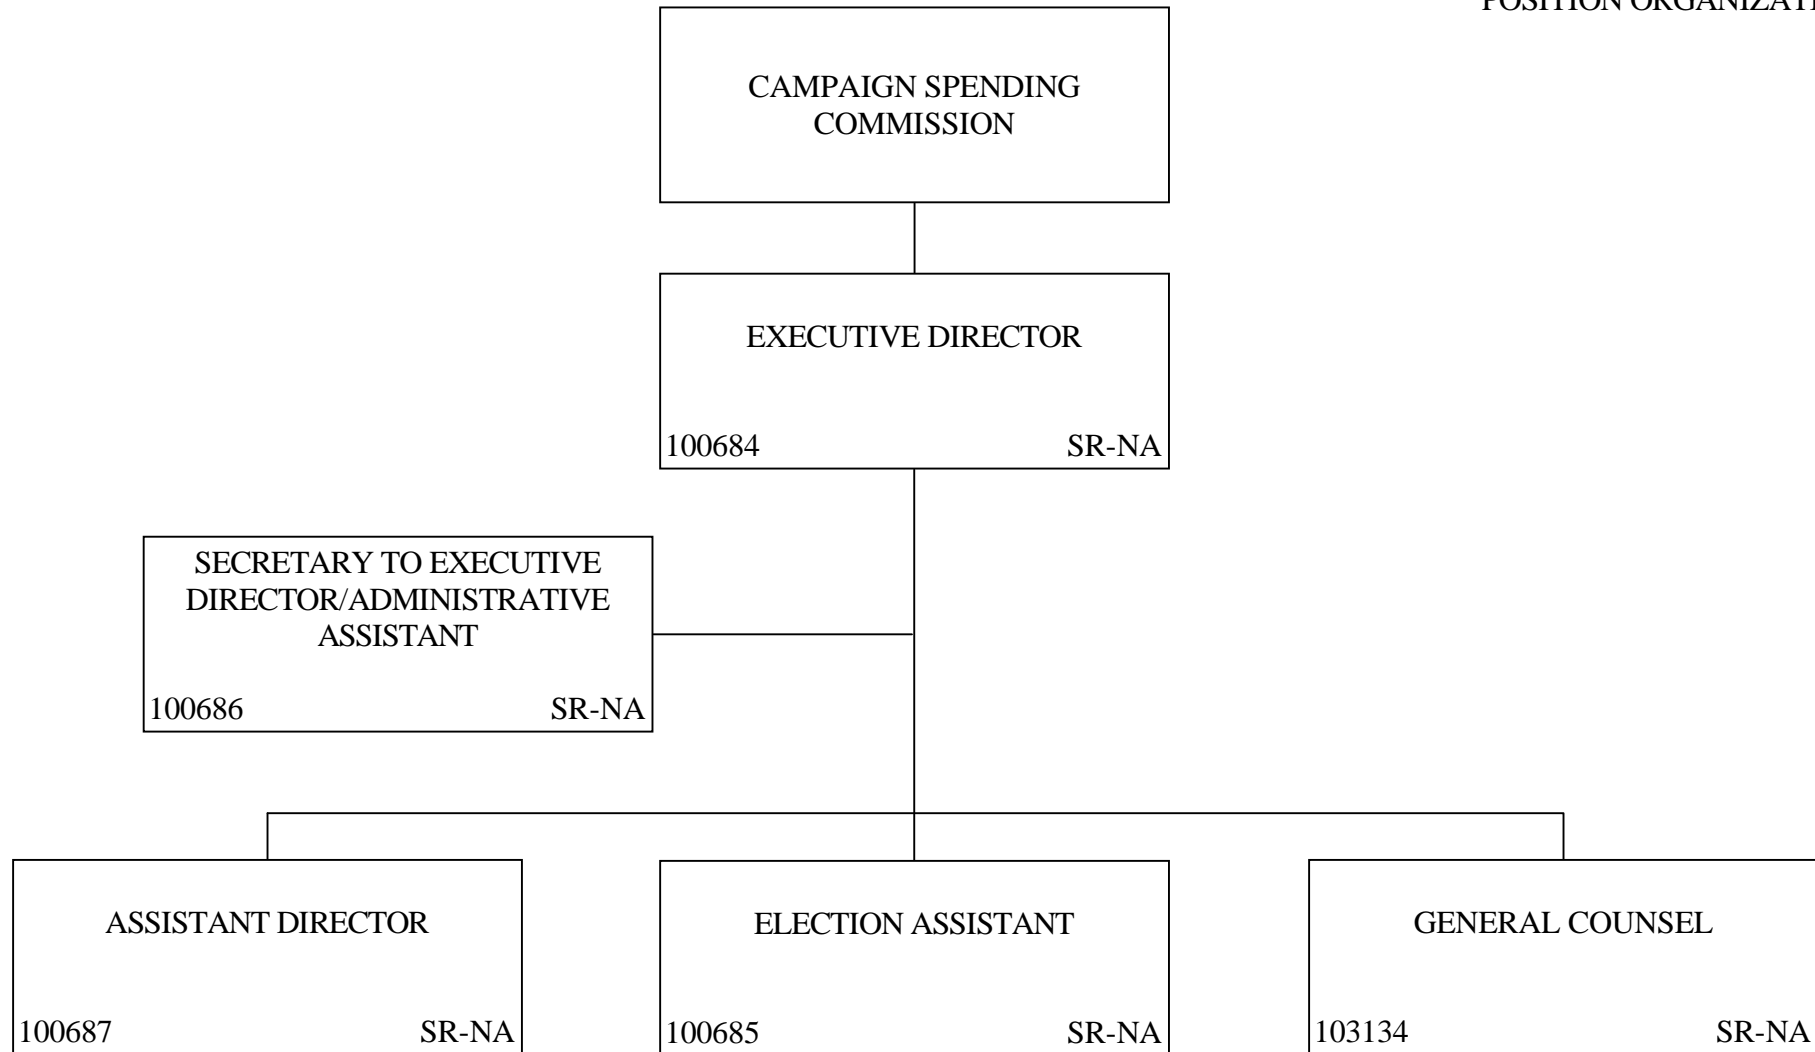 POSITION ORGANIZATI
CAMPAIGN SPENDING
COMMISSION
EXECUTIVE DIRECTOR
100684 SR-NA
SECRETARY TO EXECUTIVE
DIRECTOR/ADMINISTRATIVE
ASSISTANT
100686 SR-NA
ASSISTANT DIRECTOR
100687 SR-NA
ELECTION ASSISTANT
100685 SR-NA
GENERAL COUNSEL
103134 SR-NA